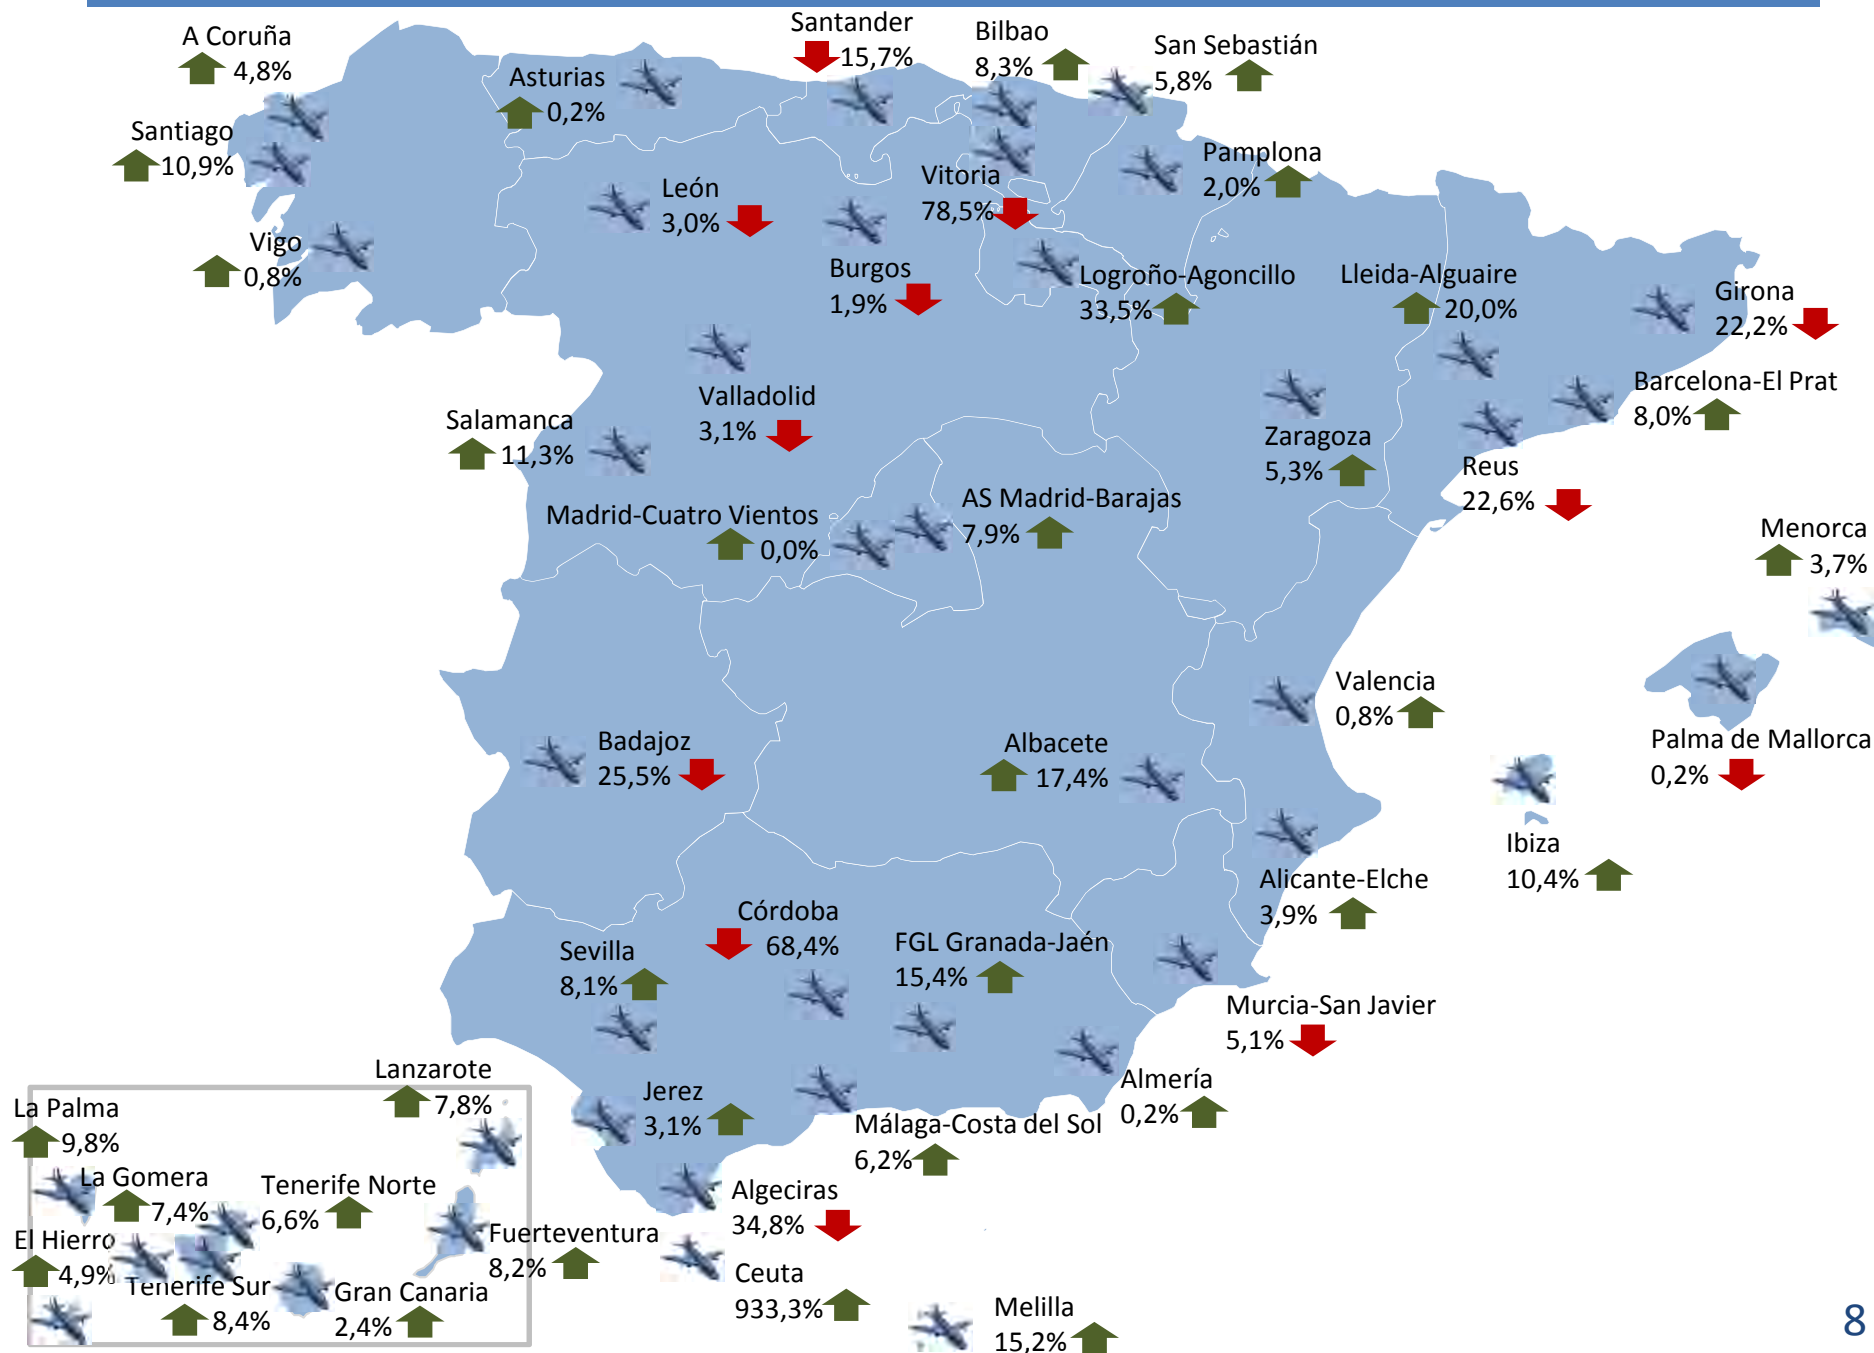 A Coruña
4,8%
Santander
15,7%
Bilbao
8,3%
San Sebastián
5,8%
Asturias
0,2%
Santiago
10,9%
Pamplona
2,0%
León
3,0%
Vitoria
78,5%
Vigo
0,8%
Burgos
1,9%
Logroño-Agoncillo
33,5%
Lleida-Alguaire
20,0%
Girona
22,2%
Valladolid
3,1%
Barcelona-El Prat
8,0%
Salamanca
11,3%
Zaragoza
5,3%
Reus
22,6%
Madrid-Cuatro Vientos
0,0%
AS Madrid-Barajas
7,9%
Menorca
3,7%
Valencia
0,8%
Palma de Mallorca
0,2%
Badajoz
25,5%
Albacete
17,4%
Ibiza
10,4%
Alicante-Elche
3,9%
Córdoba
68,4%
Sevilla
8,1%
FGL Granada-Jaén
15,4%
Murcia-San Javier
5,1%
Lanzarote
7,8%
Jerez
3,1%
Almería
0,2%
La Palma
9,8%
Málaga-Costa del Sol
6,2%
La Gomera
7,4%
Tenerife Norte
6,6%
Algeciras
34,8%
El Hierro
4,9%
Fuerteventura
8,2%
Tenerife Sur
8,4%
Gran Canaria
2,4%
Ceuta
933,3%
Melilla
15,2%
8